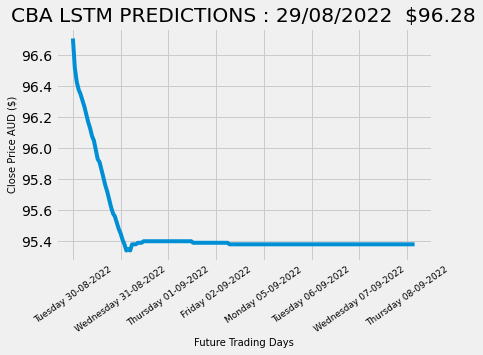 CBA LSTM PREDICTIONS : 29/08/2022 $96.28
96.6
96.4
96.2
96.0
95.8
95.6
95.4
Close Price AUD ($)
Tuesday 30-08-2022
Wednesday 31-08-2022
Thursday 01-09-2022
Friday 02-09-2022
Monday 05-09-2022
Tuesday 06-09-2022
Wednesday 07-09-2022
Thursday 08-09-2022
Future Trading Days